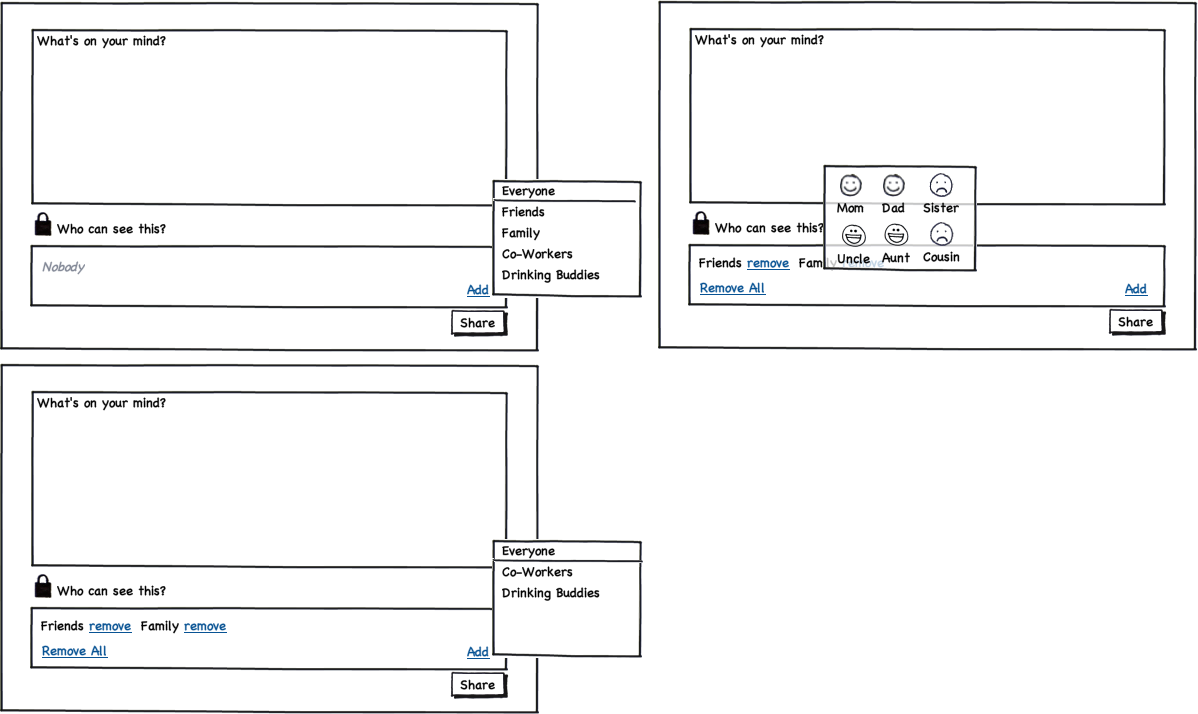 What's on your mind?
Everyone
Friends
Family
Co-Workers
Drinking Buddies
Who can see this?
Nobody
Add
Share
What's on your mind?
Mom Dad Sister
Uncle Aunt Cousin
Who can see this?
Friends remove Family remove
Remove All Add
Share
What's on your mind?
Everyone
Co-Workers
Drinking Buddies
Who can see this?
Friends remove Family remove
Remove All Add
Share